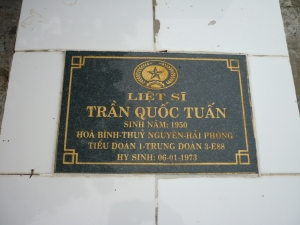 LIỆT SĨ
TRẦN QUỐC TUẤN
SINH NĂM: 1950
HOÀ BÌNH-THUỶ NGUYÊN-HẢI PHÒNG
TIỂU ĐOÀN 1-TRUNG ĐOÀN 3-E88
HY SINH: 06-01-1973